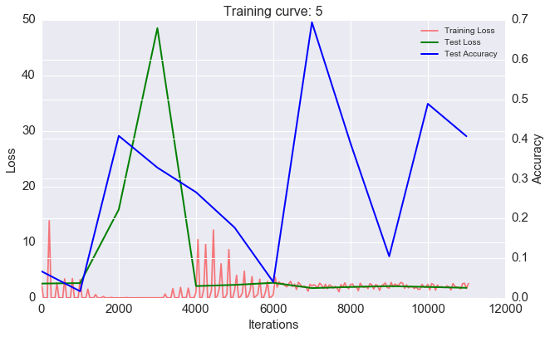 Training curve: 5
50
40
30
20
10
0
Loss
0.7
0.6
0.5
0.4
0.3
0.2
0.1
0.0
Accuracy
Training Loss
Test Loss
Test Accuracy
0 2000 4000 6000 8000 10000 12000
Iterations